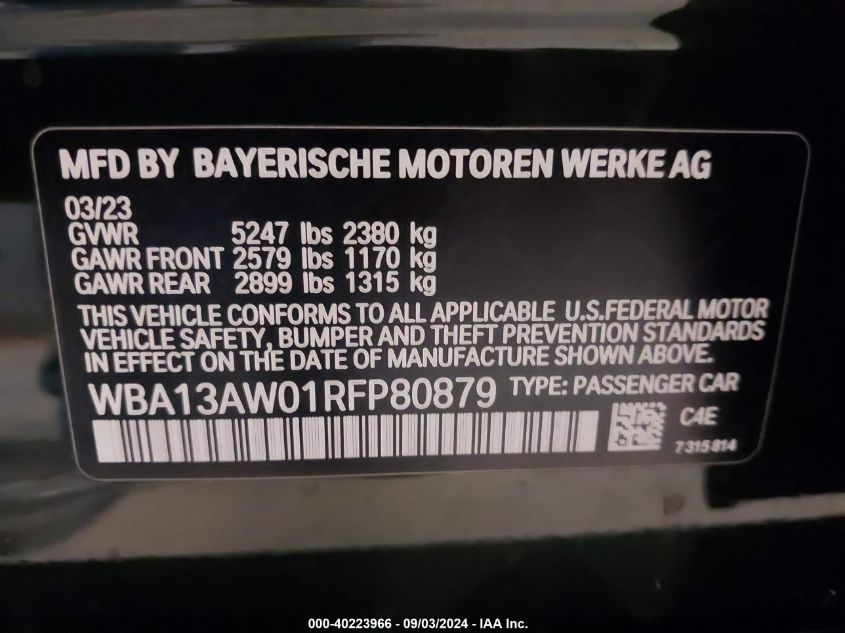 MFD BY BAYERISCHE MOTOREN WERKE AG
03/23
GVWR 5247 lbs 2380 kg
GAWR FRONT 2579 lbs 1170 kg
GAWR REAR 2899 lbs 1315 kg
THIS VEHICLE CONFORMS TO ALL APPLICABLE U.S.FEDERAL MOTOR
VEHICLE SAFETY, BUMPER AND THEFT PREVENTION STANDARDS
IN EFFECT ON THE DATE OF MANUFACTURE SHOWN ABOVE.
WBA13AW01RFP80879 TYPE: PASSENGER CAR
C4E
7315814
000-40223966 - 09/03/2024 - IAA Inc.